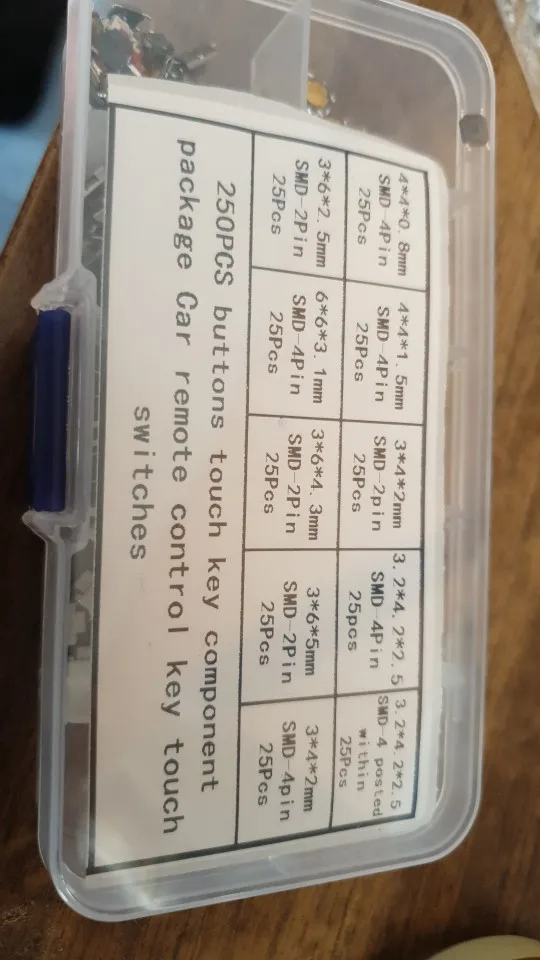 4*4*0. 8mm
SMD-4Pin
25Pcs
4*4*1. 5mm
SMD-4Pin
25Pcs
3*4*2mm
SMD-2pin
25Pcs
3. 2*4. 2*2. 5
SMD-4Pin
25pcs
3. 2*4. 2*2. 5
SMD-4 posted
within
25Pcs
3*6*2. 5mm
SMD-2Pin
25Pcs
6*6*3. 1mm
SMD-4Pin
25Pcs
3*6*4. 3mm
SMD-2Pin
25Pcs
3*6*5mm
SMD-2Pin
25Pcs
3*4*2mm
SMD-4pin
25Pcs
250PCS buttons touch key component
package Car remote control key touch
switches